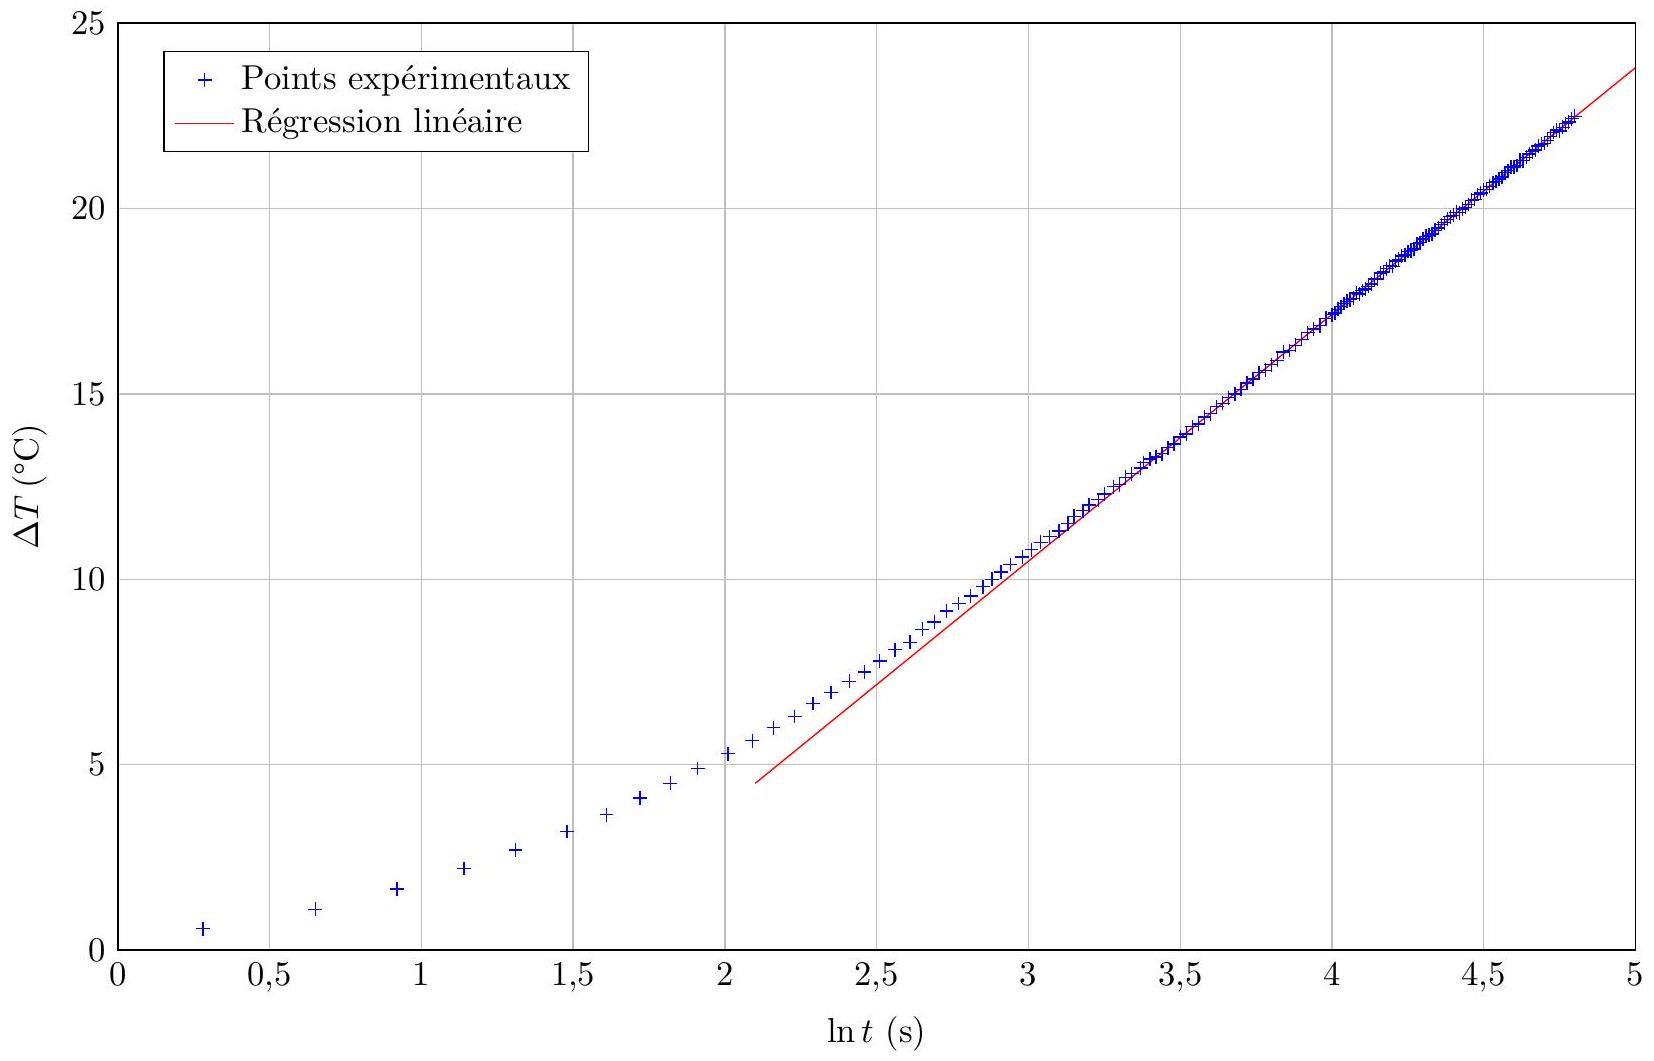 25
Points expérimentaux
Régression linéaire
20
15
10
5
0
ΔT (°C)
0 0,5 1 1,5 2 2,5 3 3,5 4 4,5 5
ln t (s)